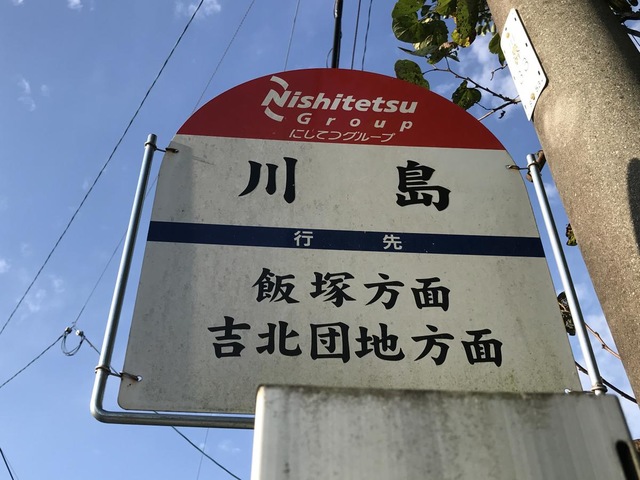 Nishitetsu
Group
にしてつグループ
川島
行先
飯塚方面
吉北団地方面